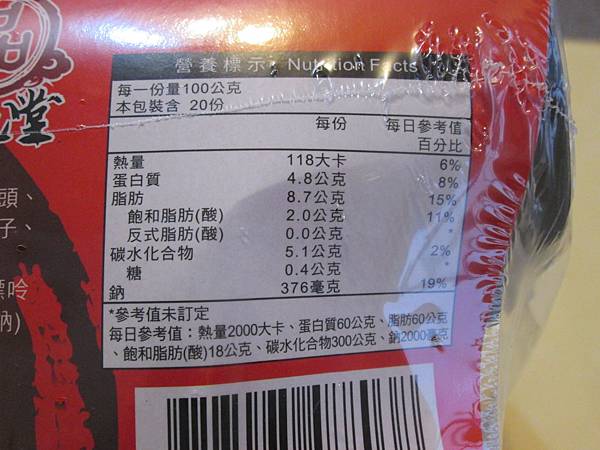 堂
營養標示 Nutrition Facts
每一份量100公克
本包裝含 20份
每份 每日參考值
百分比
熱量 118大卡 6%
蛋白質 4.8公克 8%
脂肪 8.7公克 15%
飽和脂肪(酸) 2.0公克 11%
反式脂肪(酸) 0.0公克 *
碳水化合物 5.1公克 2%
糖 0.4公克 *
鈉 376毫克 19%
*參考值未訂定
每日參考值：熱量2000大卡、蛋白質60公克、脂肪60公克
、飽和脂肪(酸)18公克、碳水化合物300公克、鈉2000毫克
頭、
子、
嘌呤
鈉)